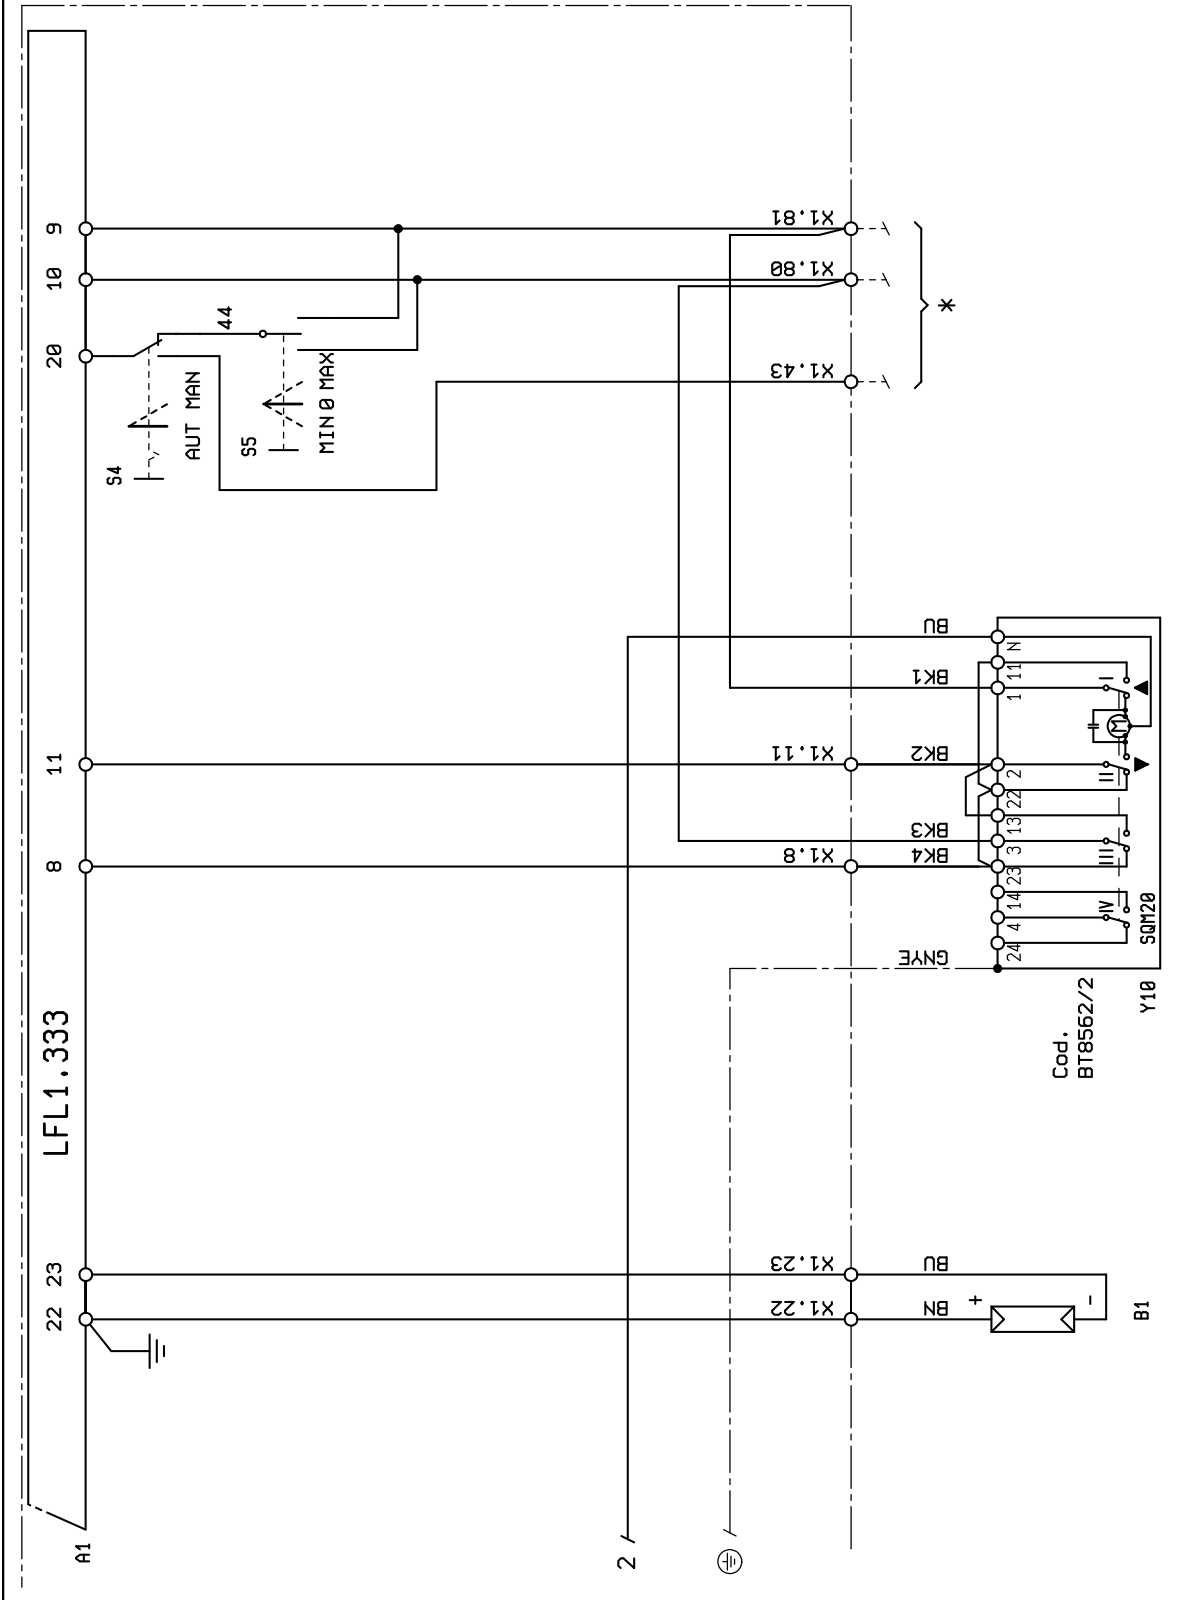 LFL1.333
A1
22
23
8
11
20
10
9
S4
AUT MAN
44
S5
MIN 0 MAX
2
X1.22
X1.23
X1.8
X1.11
X1.43
X1.80
X1.81
*
BN
BU
GNYE
BK4
BK3
BK2
BK1
BU
+
-
B1
24
4
14
23
3
13
22
2
1
11
N
IV
III
II
I
M
SQM20
Y10
Cod.
BT8562/2